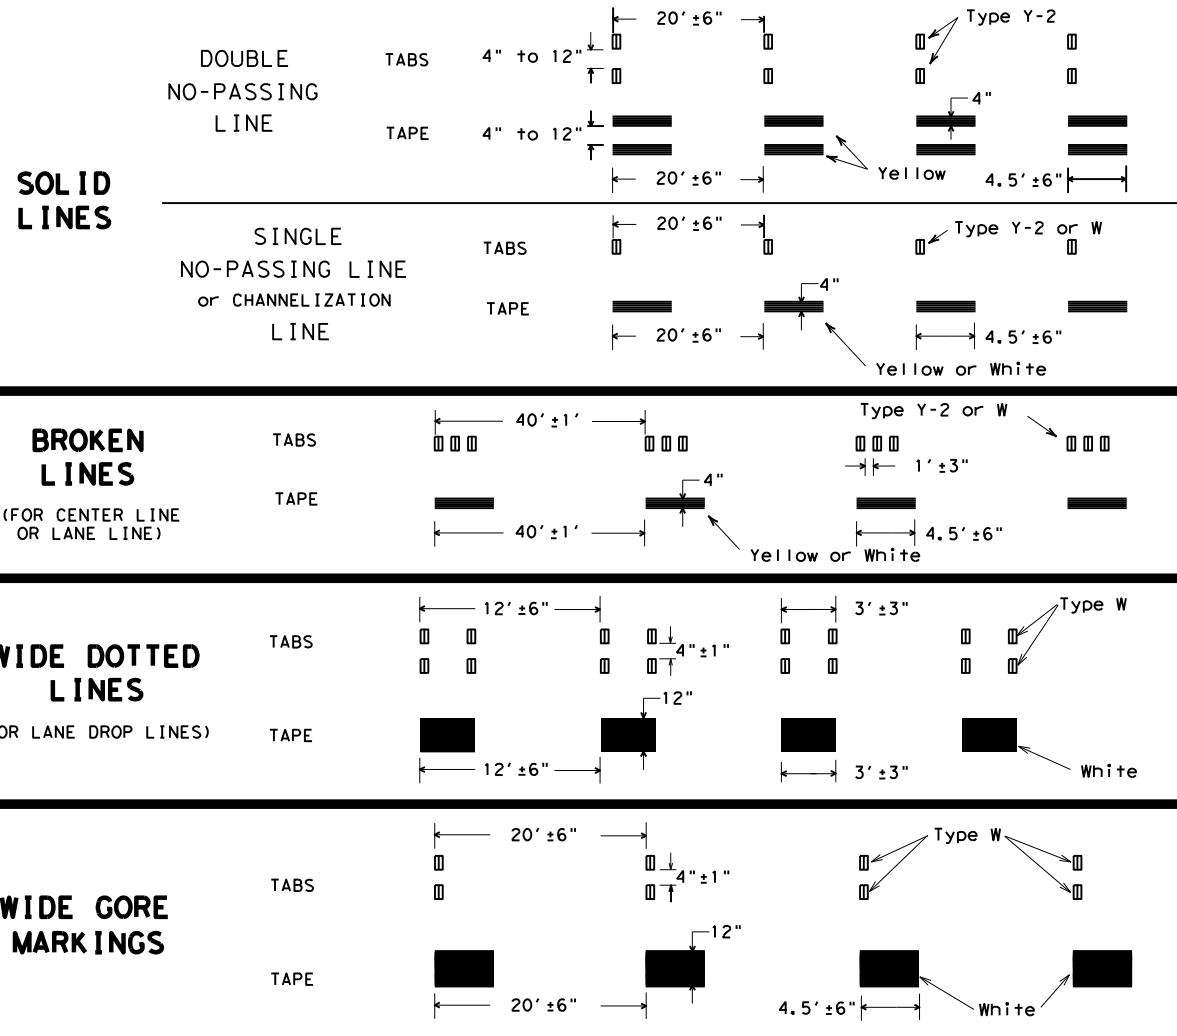 SOLID
LINES
DOUBLE
NO-PASSING
LINE
TABS
4" to 12"
20'±6"
Type Y-2
TAPE
4" to 12"
4"
Yellow
20'±6"
4.5'±6"
SINGLE
NO-PASSING LINE
or CHANNELIZATION
LINE
TABS
20'±6"
Type Y-2 or W
TAPE
4"
20'±6"
4.5'±6"
Yellow or White
BROKEN
LINES
(FOR CENTER LINE
OR LANE LINE)
TABS
40'±1'
Type Y-2 or W
1'±3"
TAPE
4"
40'±1'
4.5'±6"
Yellow or White
WIDE DOTTED
LINES
OR LANE DROP LINES)
TABS
12'±6"
3'±3"
Type W
4"±1"
TAPE
12"
12'±6"
3'±3"
White
WIDE GORE
MARKINGS
TABS
20'±6"
Type W
4"±1"
TAPE
12"
20'±6"
4.5'±6"
White